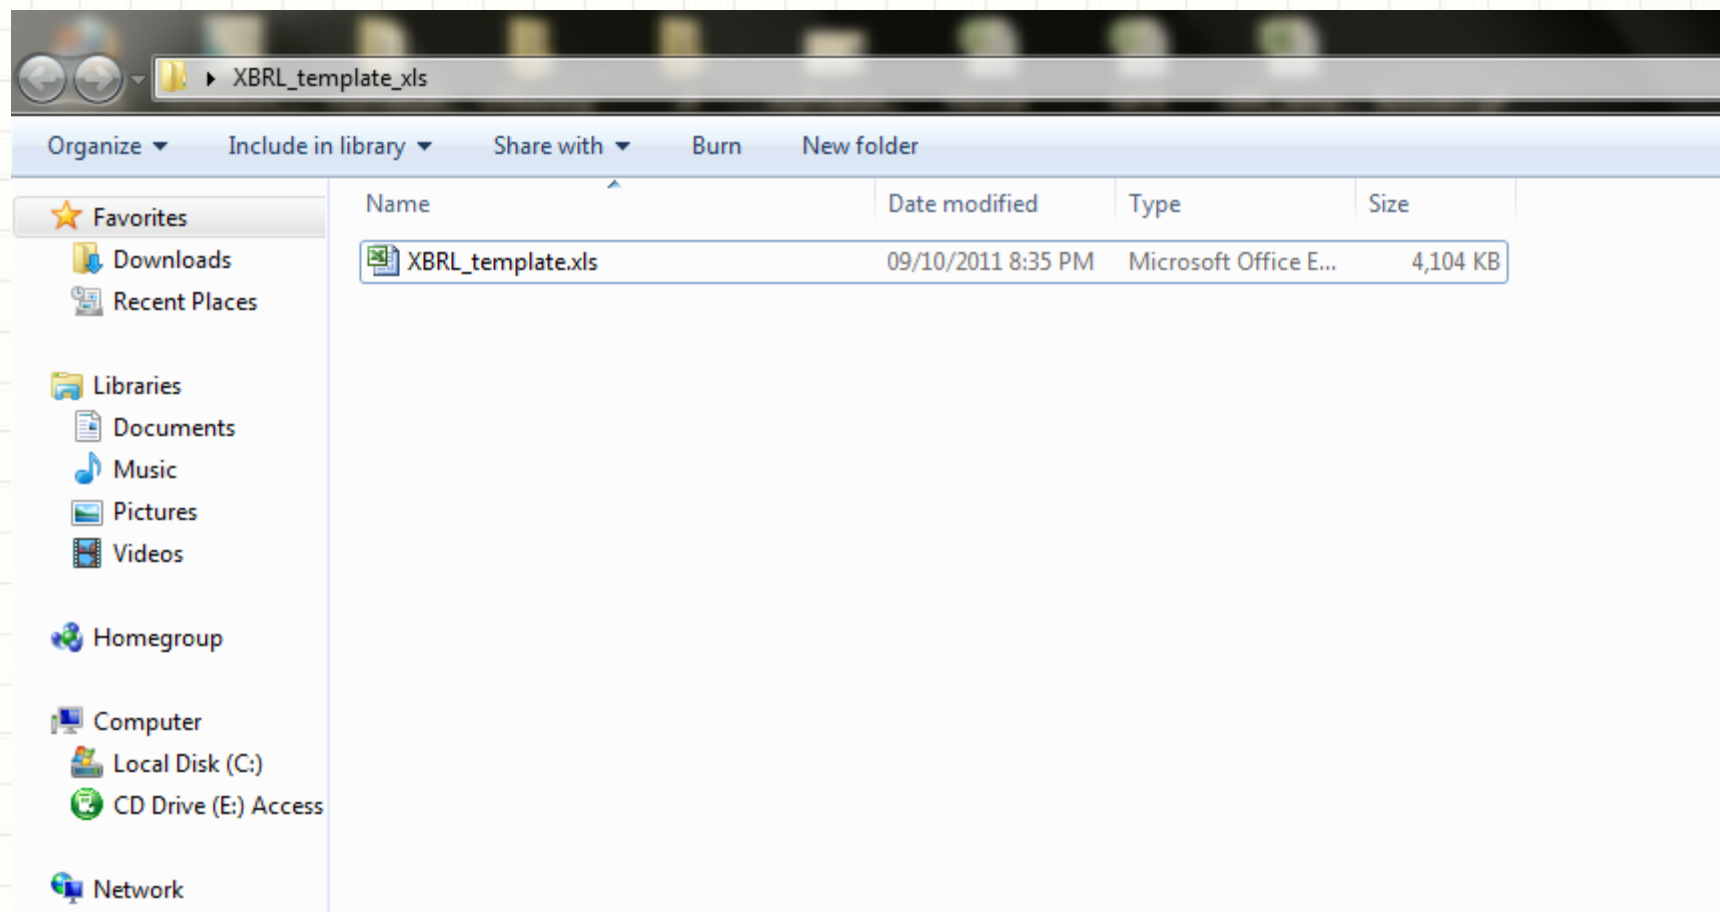 XBRL_template_xls
Organize Include in library Share with Burn New folder
Name Date modified Type Size
XBRL_template.xls 09/10/2011 8:35 PM Microsoft Office E... 4,104 KB
Favorites
Downloads
Recent Places
Libraries
Documents
Music
Pictures
Videos
Homegroup
Computer
Local Disk (C:)
CD Drive (E:) Access
Network